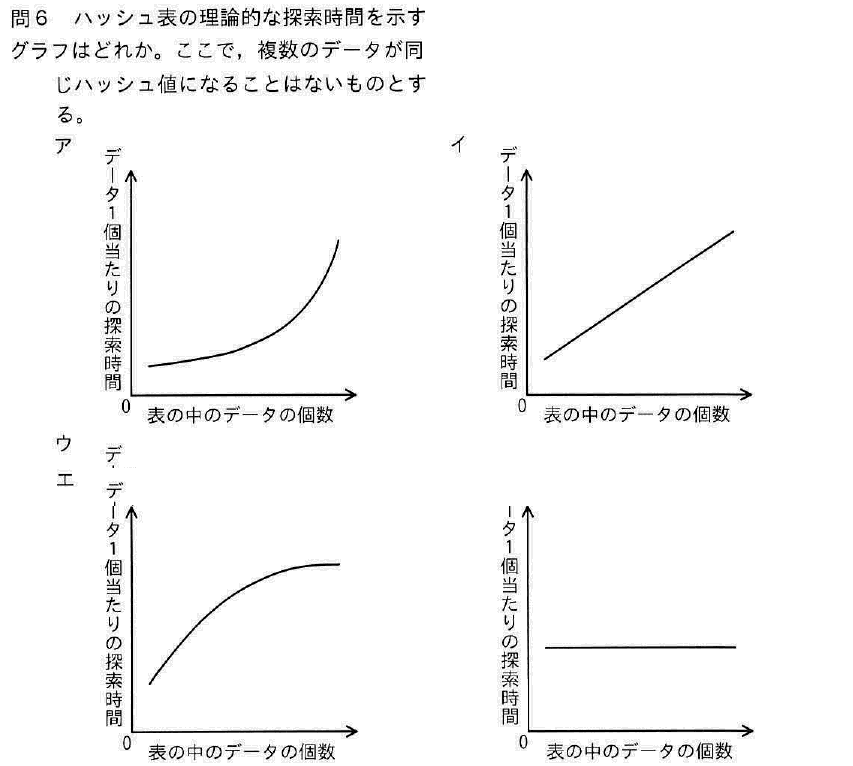 問6 ハッシュ表の理論的な探索時間を示す
グラフはどれか。ここで，複数のデータが同
じハッシュ値になることはないものとす
る。
ア
データ1個当たりの探索時間
0
表の中のデータの個数
イ
データ1個当たりの探索時間
0
表の中のデータの個数
ウ
デ
エ
データ1個当たりの探索時間
0
表の中のデータの個数
ータ1個当たりの探索時間
0
表の中のデータの個数